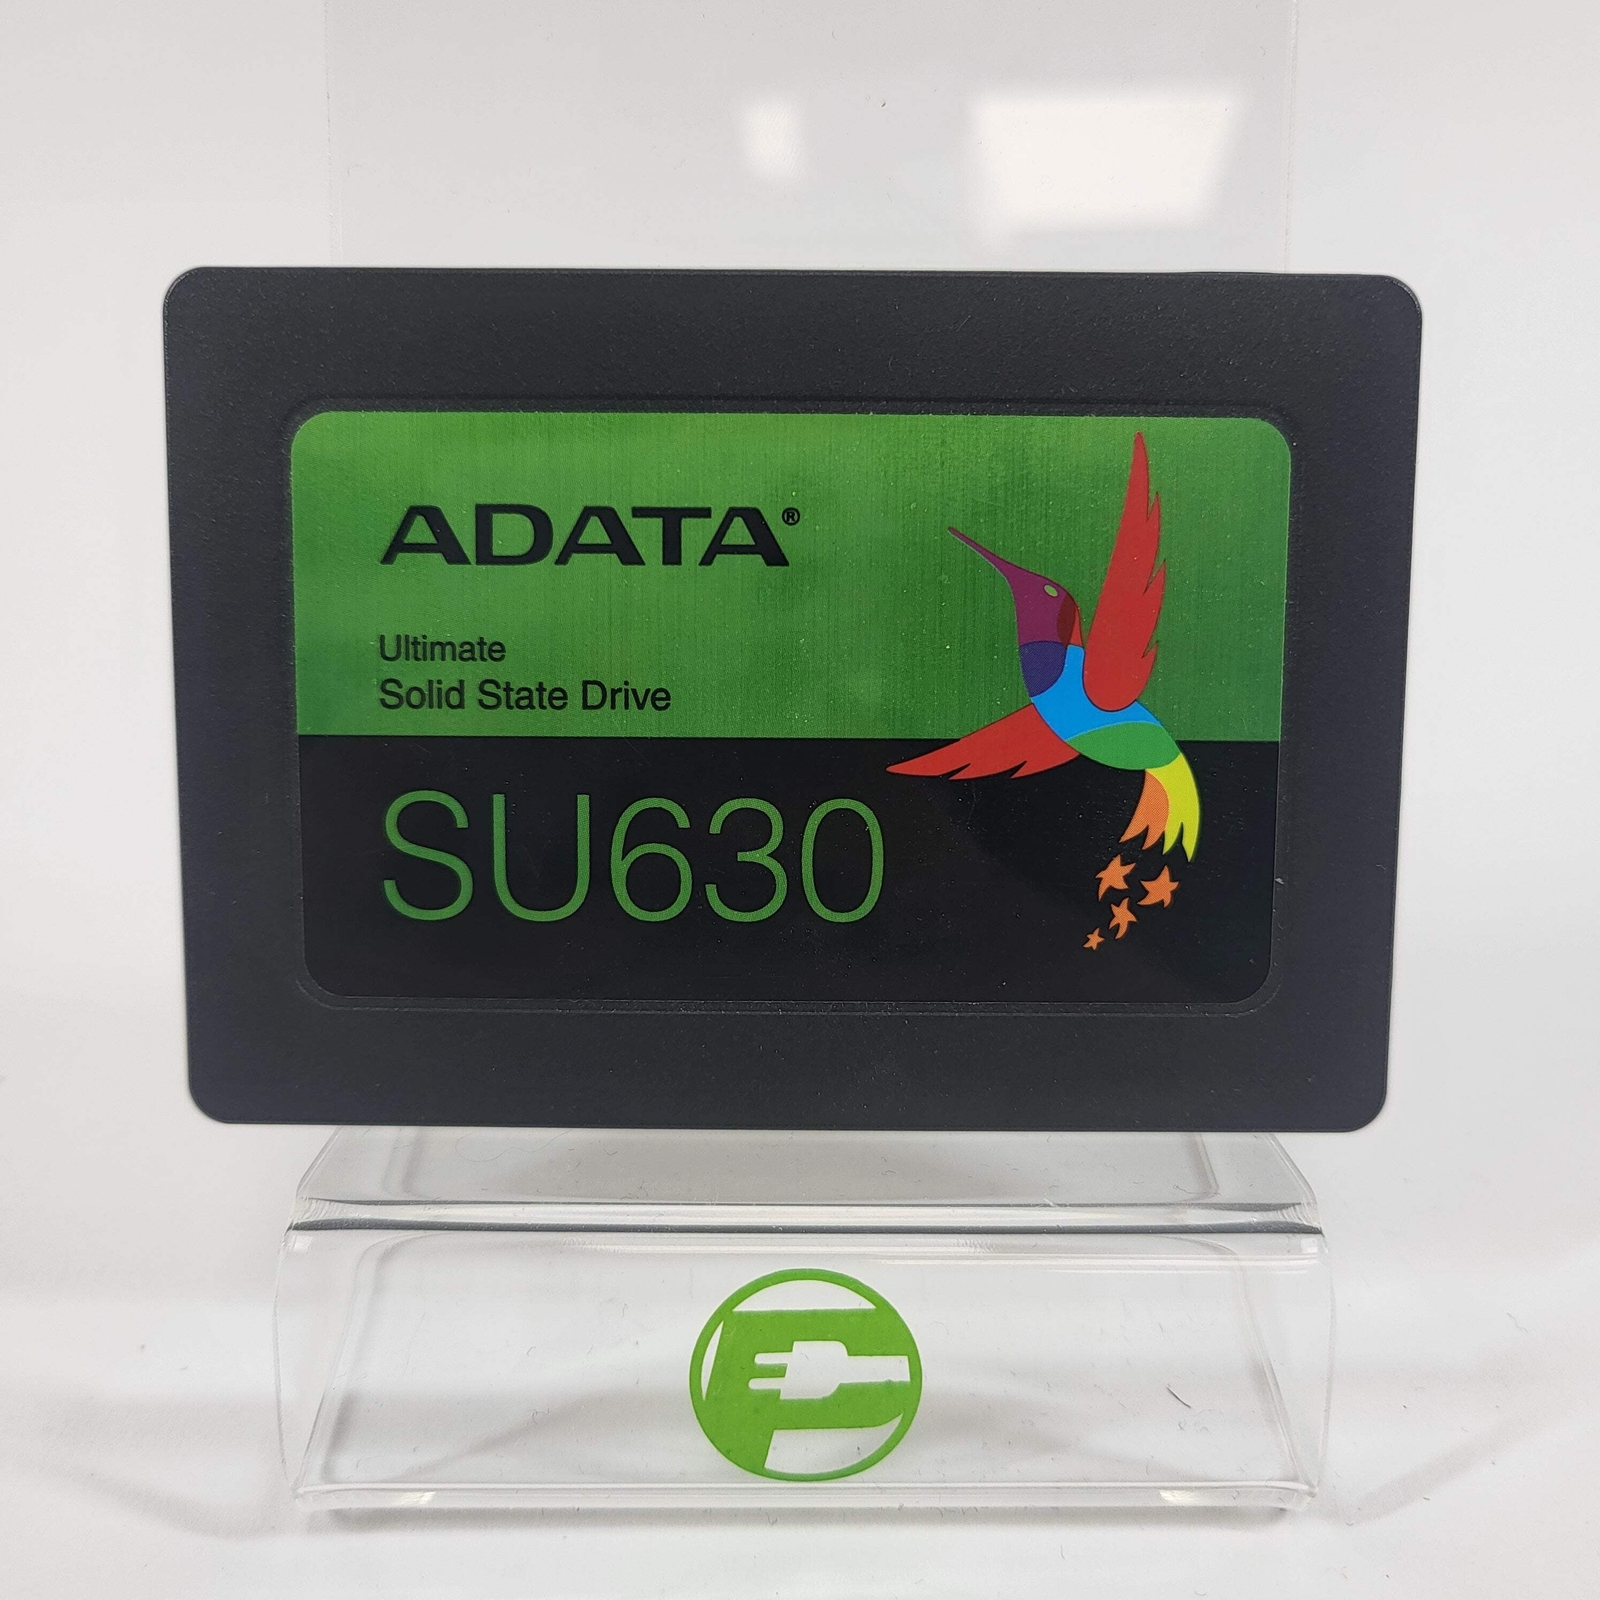 ADATA®
Ultimate
Solid State Drive
SU630